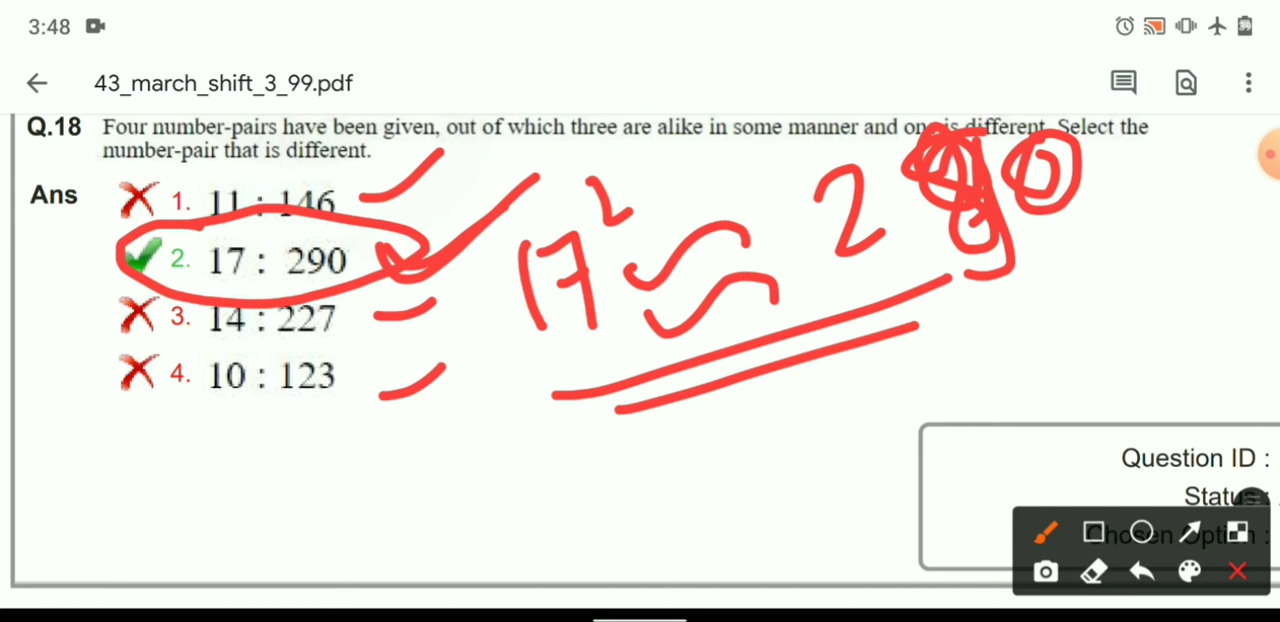 3:48
43_march_shift_3_99.pdf
Q.18 Four number-pairs have been given, out of which three are alike in some manner and one is different. Select the
number-pair that is different.
Ans 1. 11 : 146
2. 17 : 290
3. 14 : 227
4. 10 : 123
17²
Question ID :
Status :
Chosen Option :